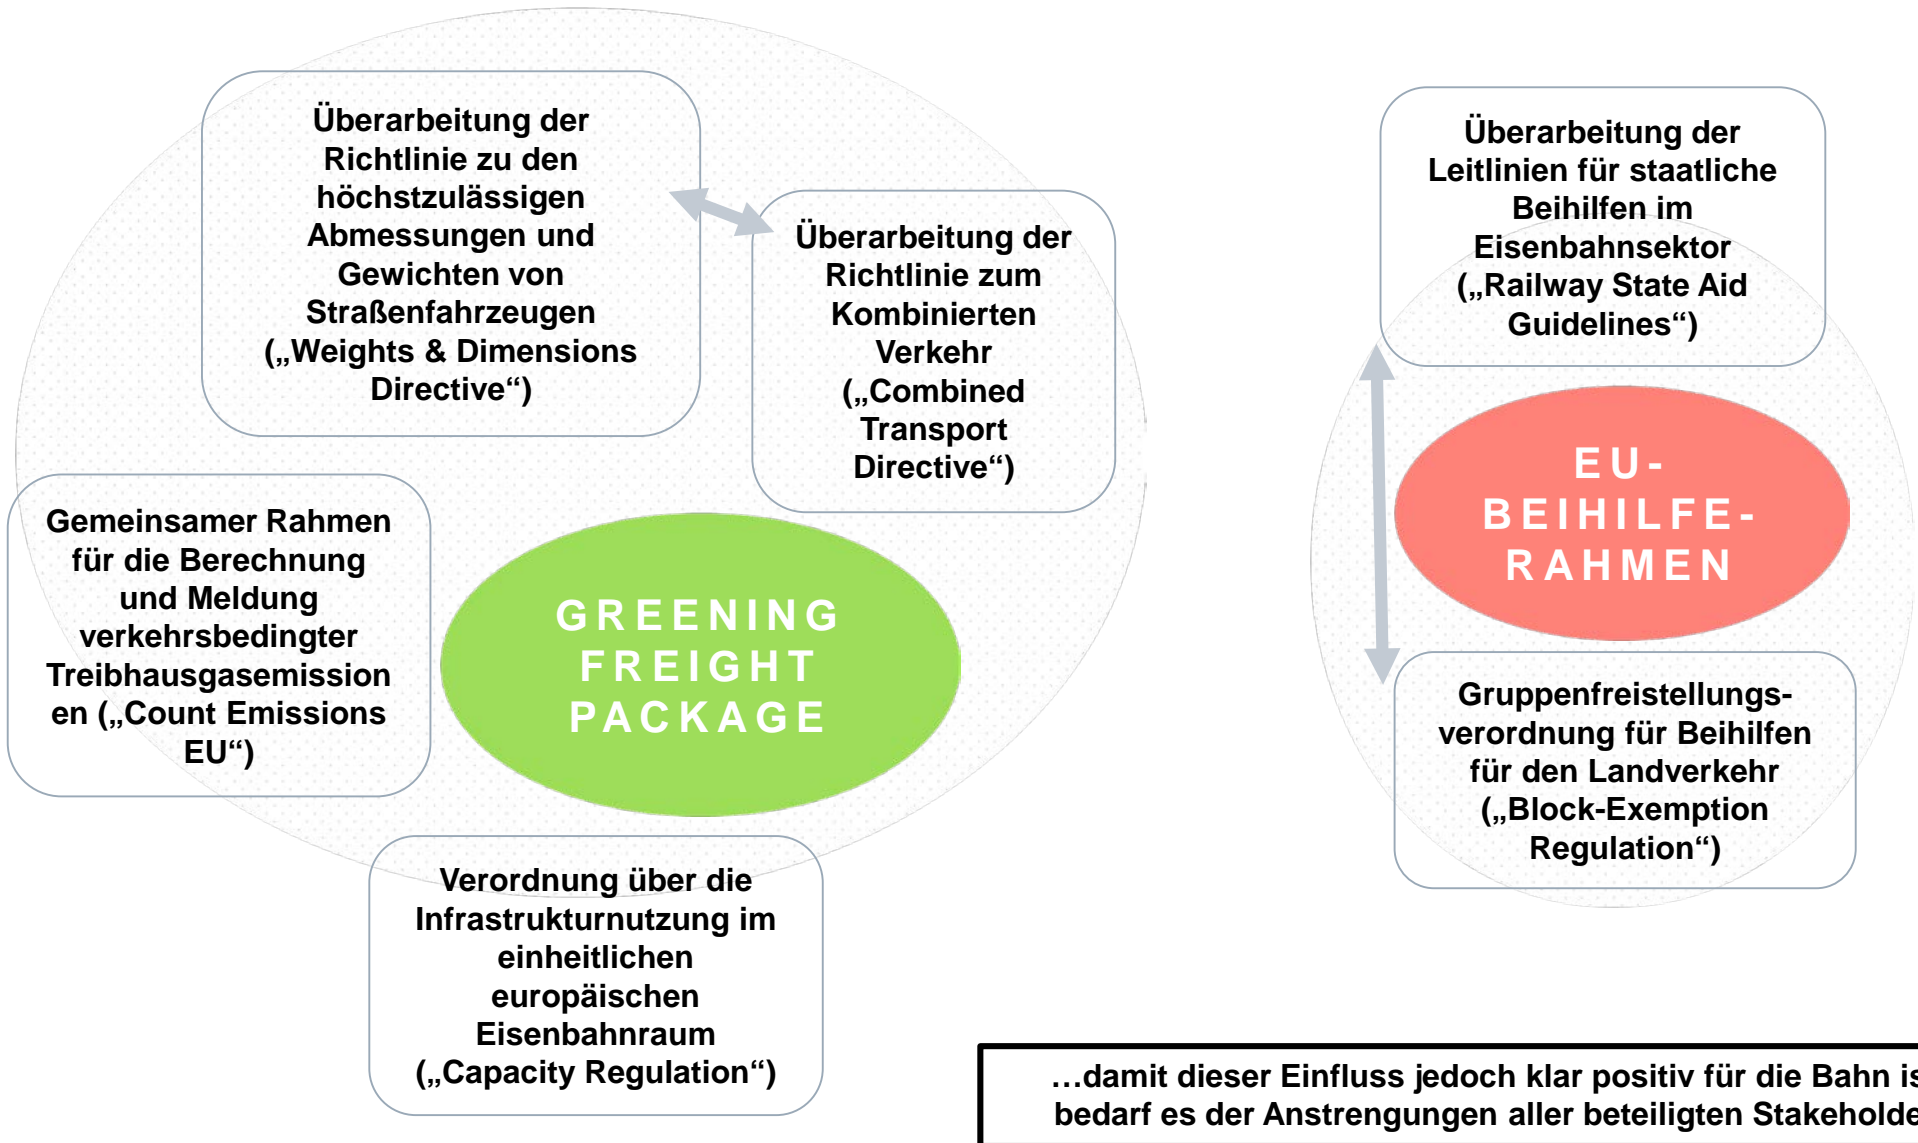 Überarbeitung der
Richtlinie zu den
höchstzulässigen
Abmessungen und
Gewichten von
Straßenfahrzeugen
(„Weights & Dimensions
Directive“)
Überarbeitung der
Richtlinie zum
Kombinierten
Verkehr
(„Combined
Transport
Directive“)
Gemeinsamer Rahmen
für die Berechnung
und Meldung
verkehrsbedingter
Treibhausgasemission
en („Count Emissions
EU“)
GREENING
FREIGHT
PACKAGE
Verordnung über die
Infrastrukturnutzung im
einheitlichen
europäischen
Eisenbahnraum
(„Capacity Regulation“)
Überarbeitung der
Leitlinien für staatliche
Beihilfen im
Eisenbahnsektor
(„Railway State Aid
Guidelines“)
EU-
BEIHILFE-
RAHMEN
Gruppenfreistellungs-
verordnung für Beihilfen
für den Landverkehr
(„Block-Exemption
Regulation“)
…damit dieser Einfluss jedoch klar positiv für die Bahn is
bedarf es der Anstrengungen aller beteiligten Stakeholde